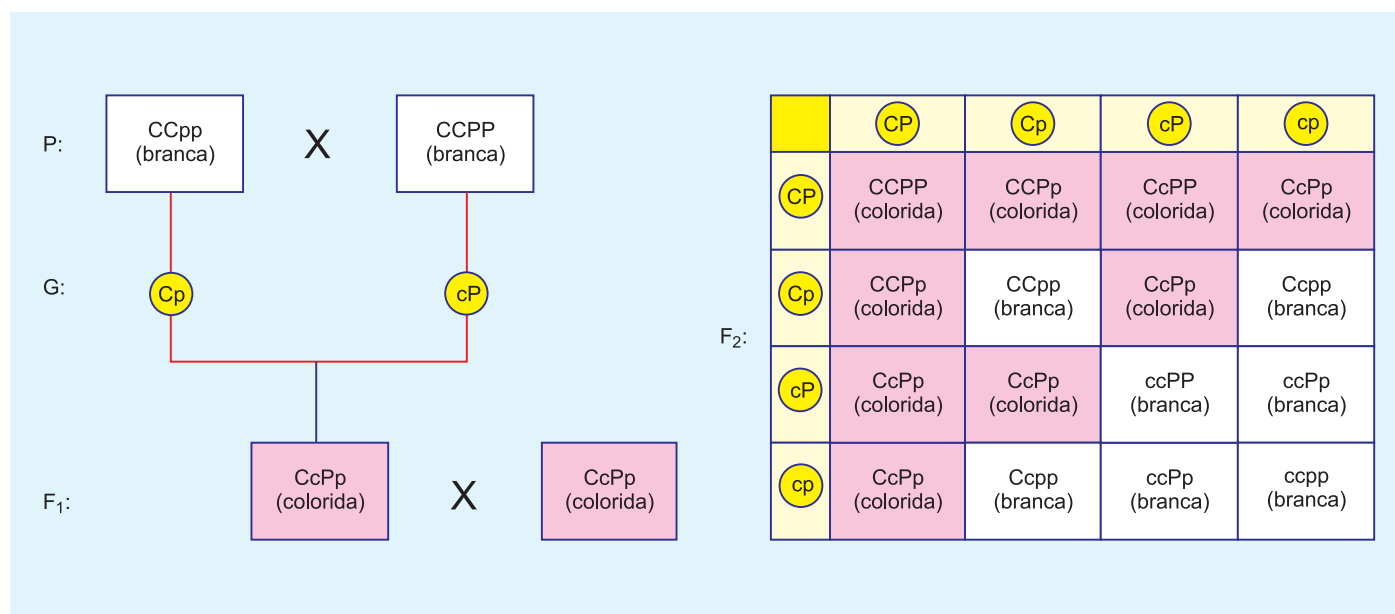 P:
CCpp
(branca)
X
CCPP
(branca)
G:
Cp
cP
F1:
CcPp
(colorida)
X
CcPp
(colorida)
F2:
CP Cp cP cp
CP
CCPP CCPp CcPP CcPp
(colorida) (colorida) (colorida) (colorida)
Cp
CCPp CCpp CcPp Ccpp
(colorida) (branca) (colorida) (branca)
cP
CcPp CcPp ccPP ccPp
(colorida) (colorida) (branca) (branca)
cp
CcPp Ccpp ccPp ccpp
(colorida) (branca) (branca) (branca)